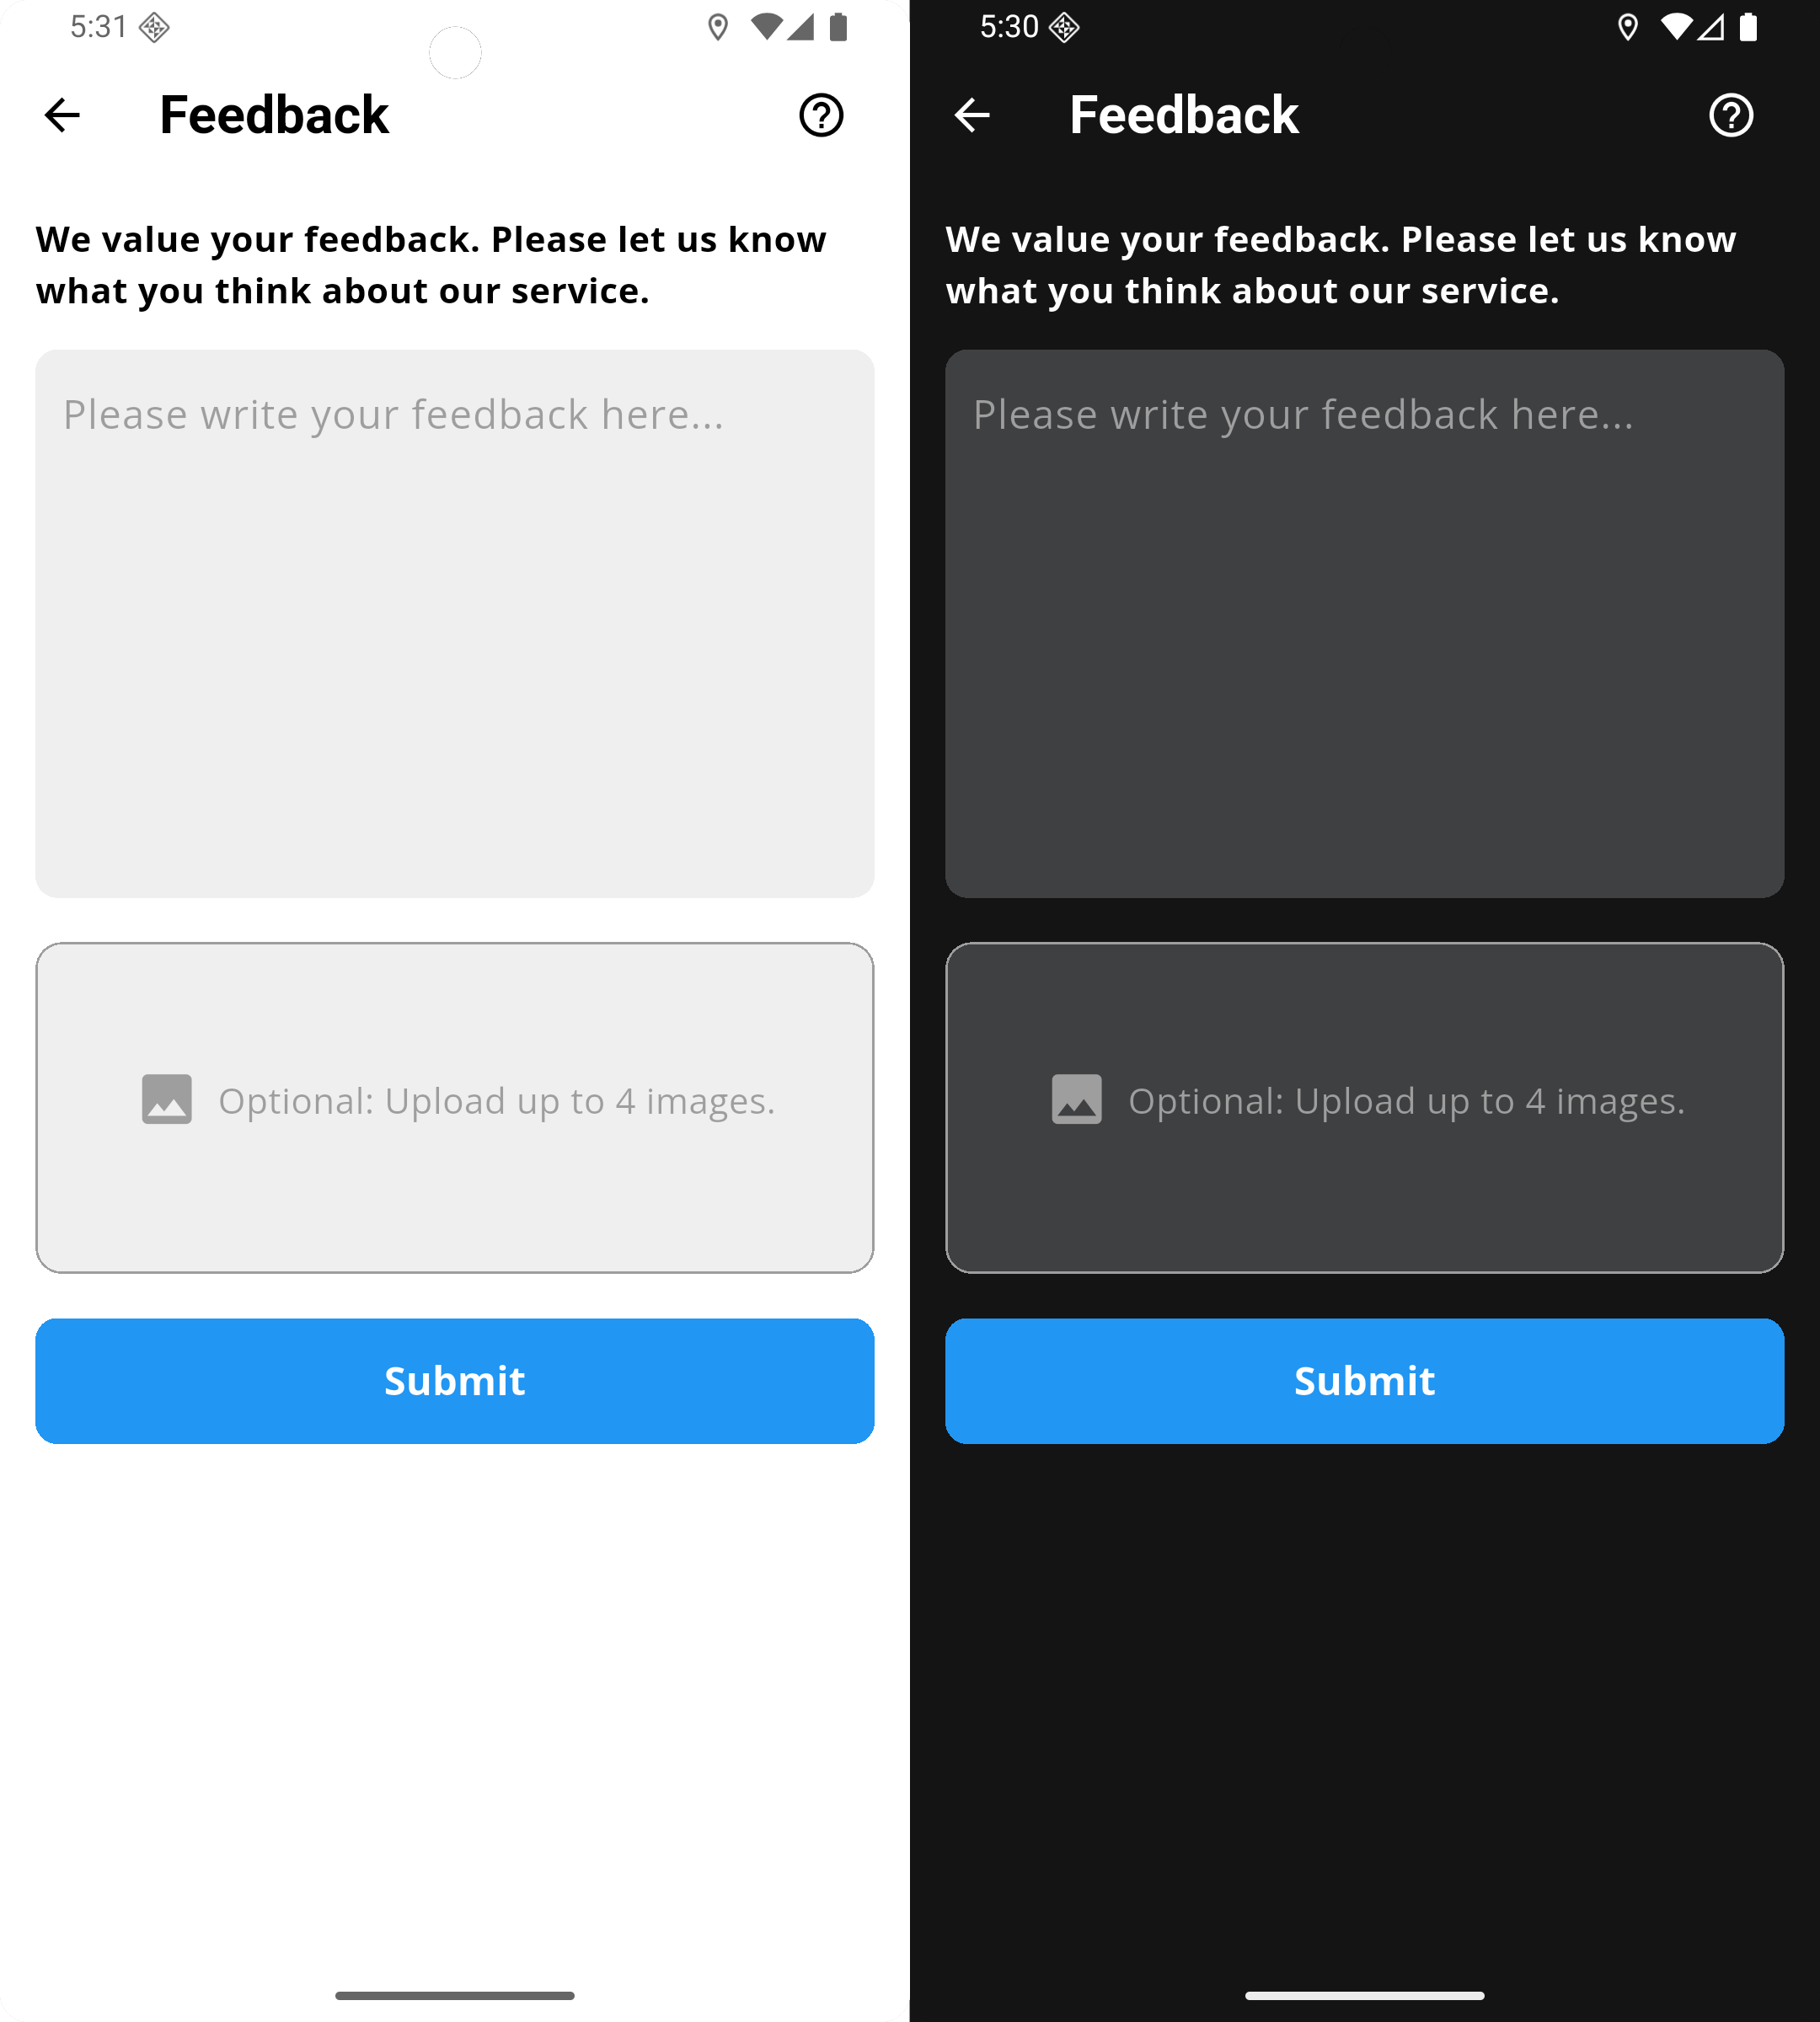 5:31
Feedback
We value your feedback. Please let us know
what you think about our service.
Please write your feedback here...
Optional: Upload up to 4 images.
Submit
5:30
Feedback
We value your feedback. Please let us know
what you think about our service.
Please write your feedback here...
Optional: Upload up to 4 images.
Submit